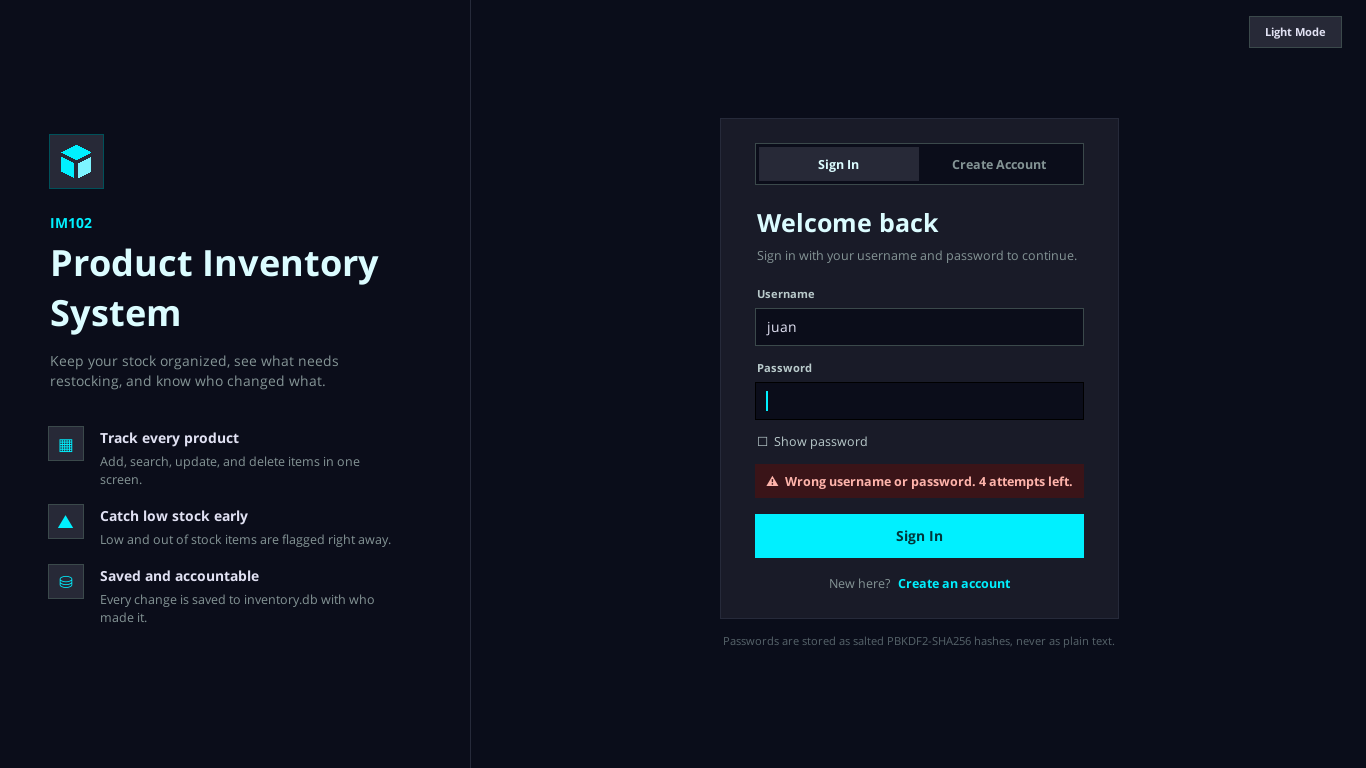 Light Mode
IM102
Product Inventory
System
Keep your stock organized, see what needs
restocking, and know who changed what.
Track every product
Add, search, update, and delete items in one
screen.
Catch low stock early
Low and out of stock items are flagged right away.
Saved and accountable
Every change is saved to inventory.db with who
made it.
Sign In
Create Account
Welcome back
Sign in with your username and password to continue.
Username
juan
Password
Show password
Wrong username or password. 4 attempts left.
Sign In
New here? Create an account
Passwords are stored as salted PBKDF2-SHA256 hashes, never as plain text.